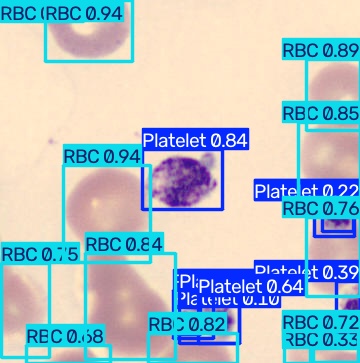 RBC
RBC 0.94
RBC 0.89
RBC 0.85
Platelet 0.84
RBC 0.94
Platelet 0.22
RBC 0.76
RBC 0.84
RBC 0.75
Platelet 0.39
Platelet 0.64
Platelet 0.10
RBC 0.82
RBC 0.72
RBC 0.68
RBC 0.33